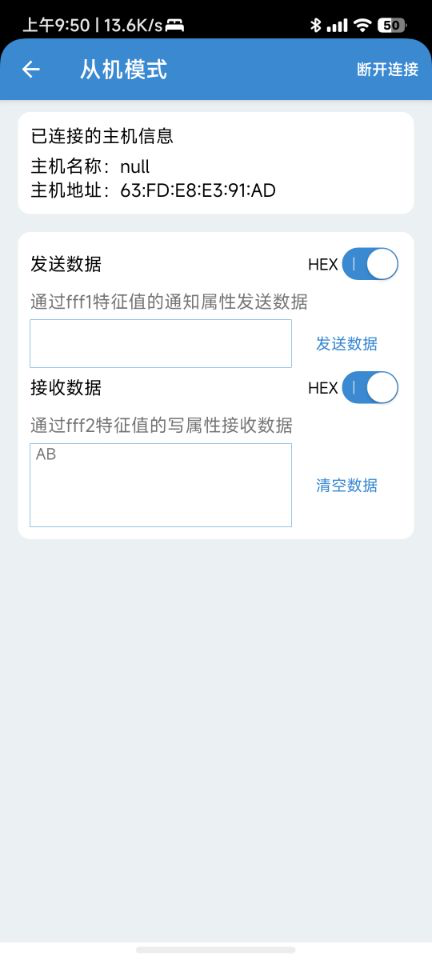 上午9:50 | 13.6K/s
50
从机模式
断开连接
已连接的主机信息
主机名称：null
主机地址：63:FD:E8:E3:91:AD
发送数据
HEX
通过fff1特征值的通知属性发送数据
发送数据
接收数据
HEX
通过fff2特征值的写属性接收数据
AB
清空数据